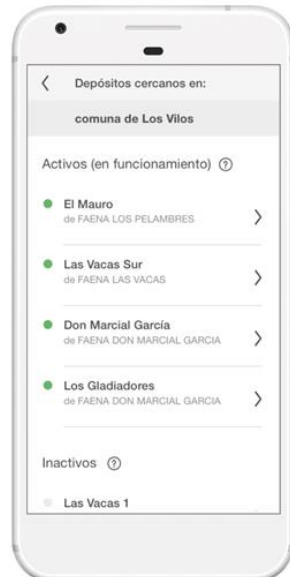 Depósitos cercanos en:
comuna de Los Vilos
Activos (en funcionamiento) ?
El Mauro
de FAENA LOS PELAMBRES
Las Vacas Sur
de FAENA LAS VACAS
Don Marcial García
de FAENA DON MARCIAL GARCIA
Los Gladiadores
de FAENA DON MARCIAL GARCIA
Inactivos ?
Las Vacas 1